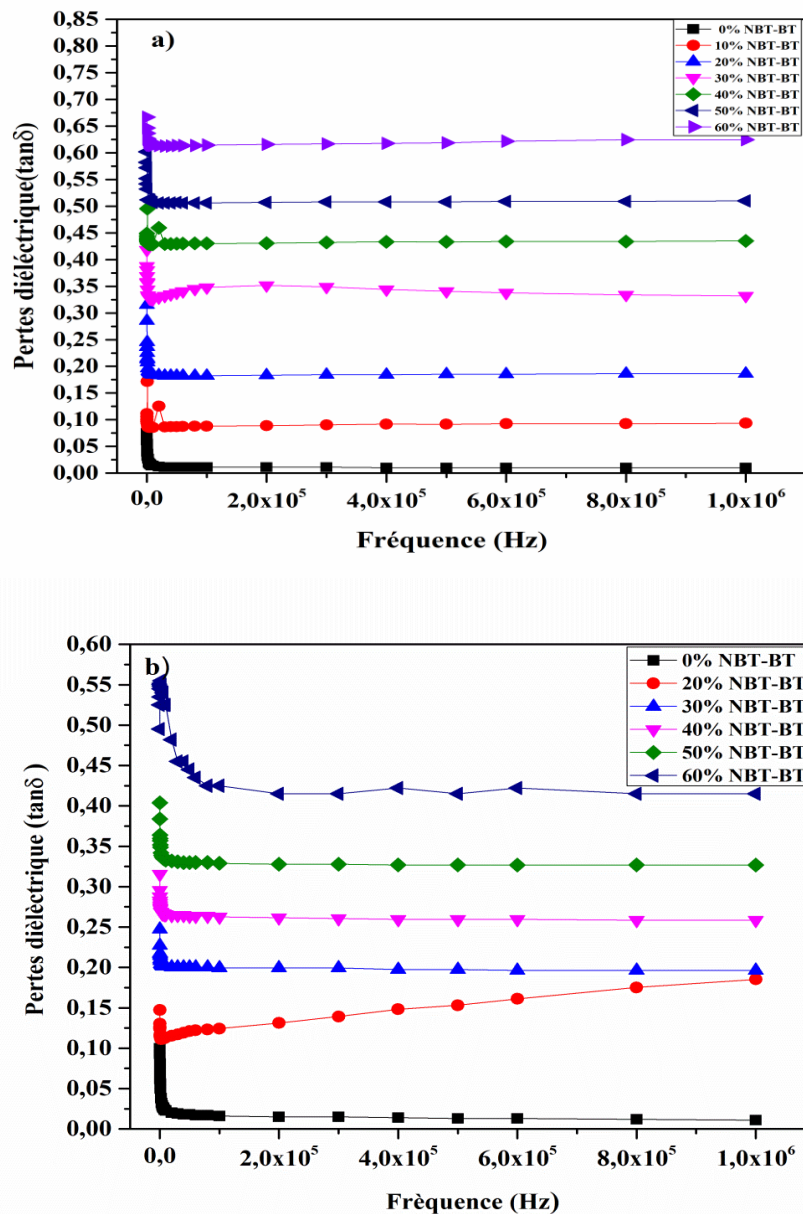 a)
0% NBT-BT
10% NBT-BT
20% NBT-BT
30% NBT-BT
40% NBT-BT
50% NBT-BT
60% NBT-BT
0,85
0,80
0,75
0,70
0,65
0,60
0,55
0,50
0,45
0,40
0,35
0,30
0,25
0,20
0,15
0,10
0,05
0,00
Pertes diéléctrique(tanδ)
0,0 2,0x10⁵ 4,0x10⁵ 6,0x10⁵ 8,0x10⁵ 1,0x10⁶
Fréquence (Hz)
b)
0% NBT-BT
20% NBT-BT
30% NBT-BT
40% NBT-BT
50% NBT-BT
60% NBT-BT
0,60
0,55
0,50
0,45
0,40
0,35
0,30
0,25
0,20
0,15
0,10
0,05
0,00
Pertes dièlèctrique (tanδ )
0,0 2,0x10⁵ 4,0x10⁵ 6,0x10⁵ 8,0x10⁵ 1,0x10⁶
Frèquence (Hz)